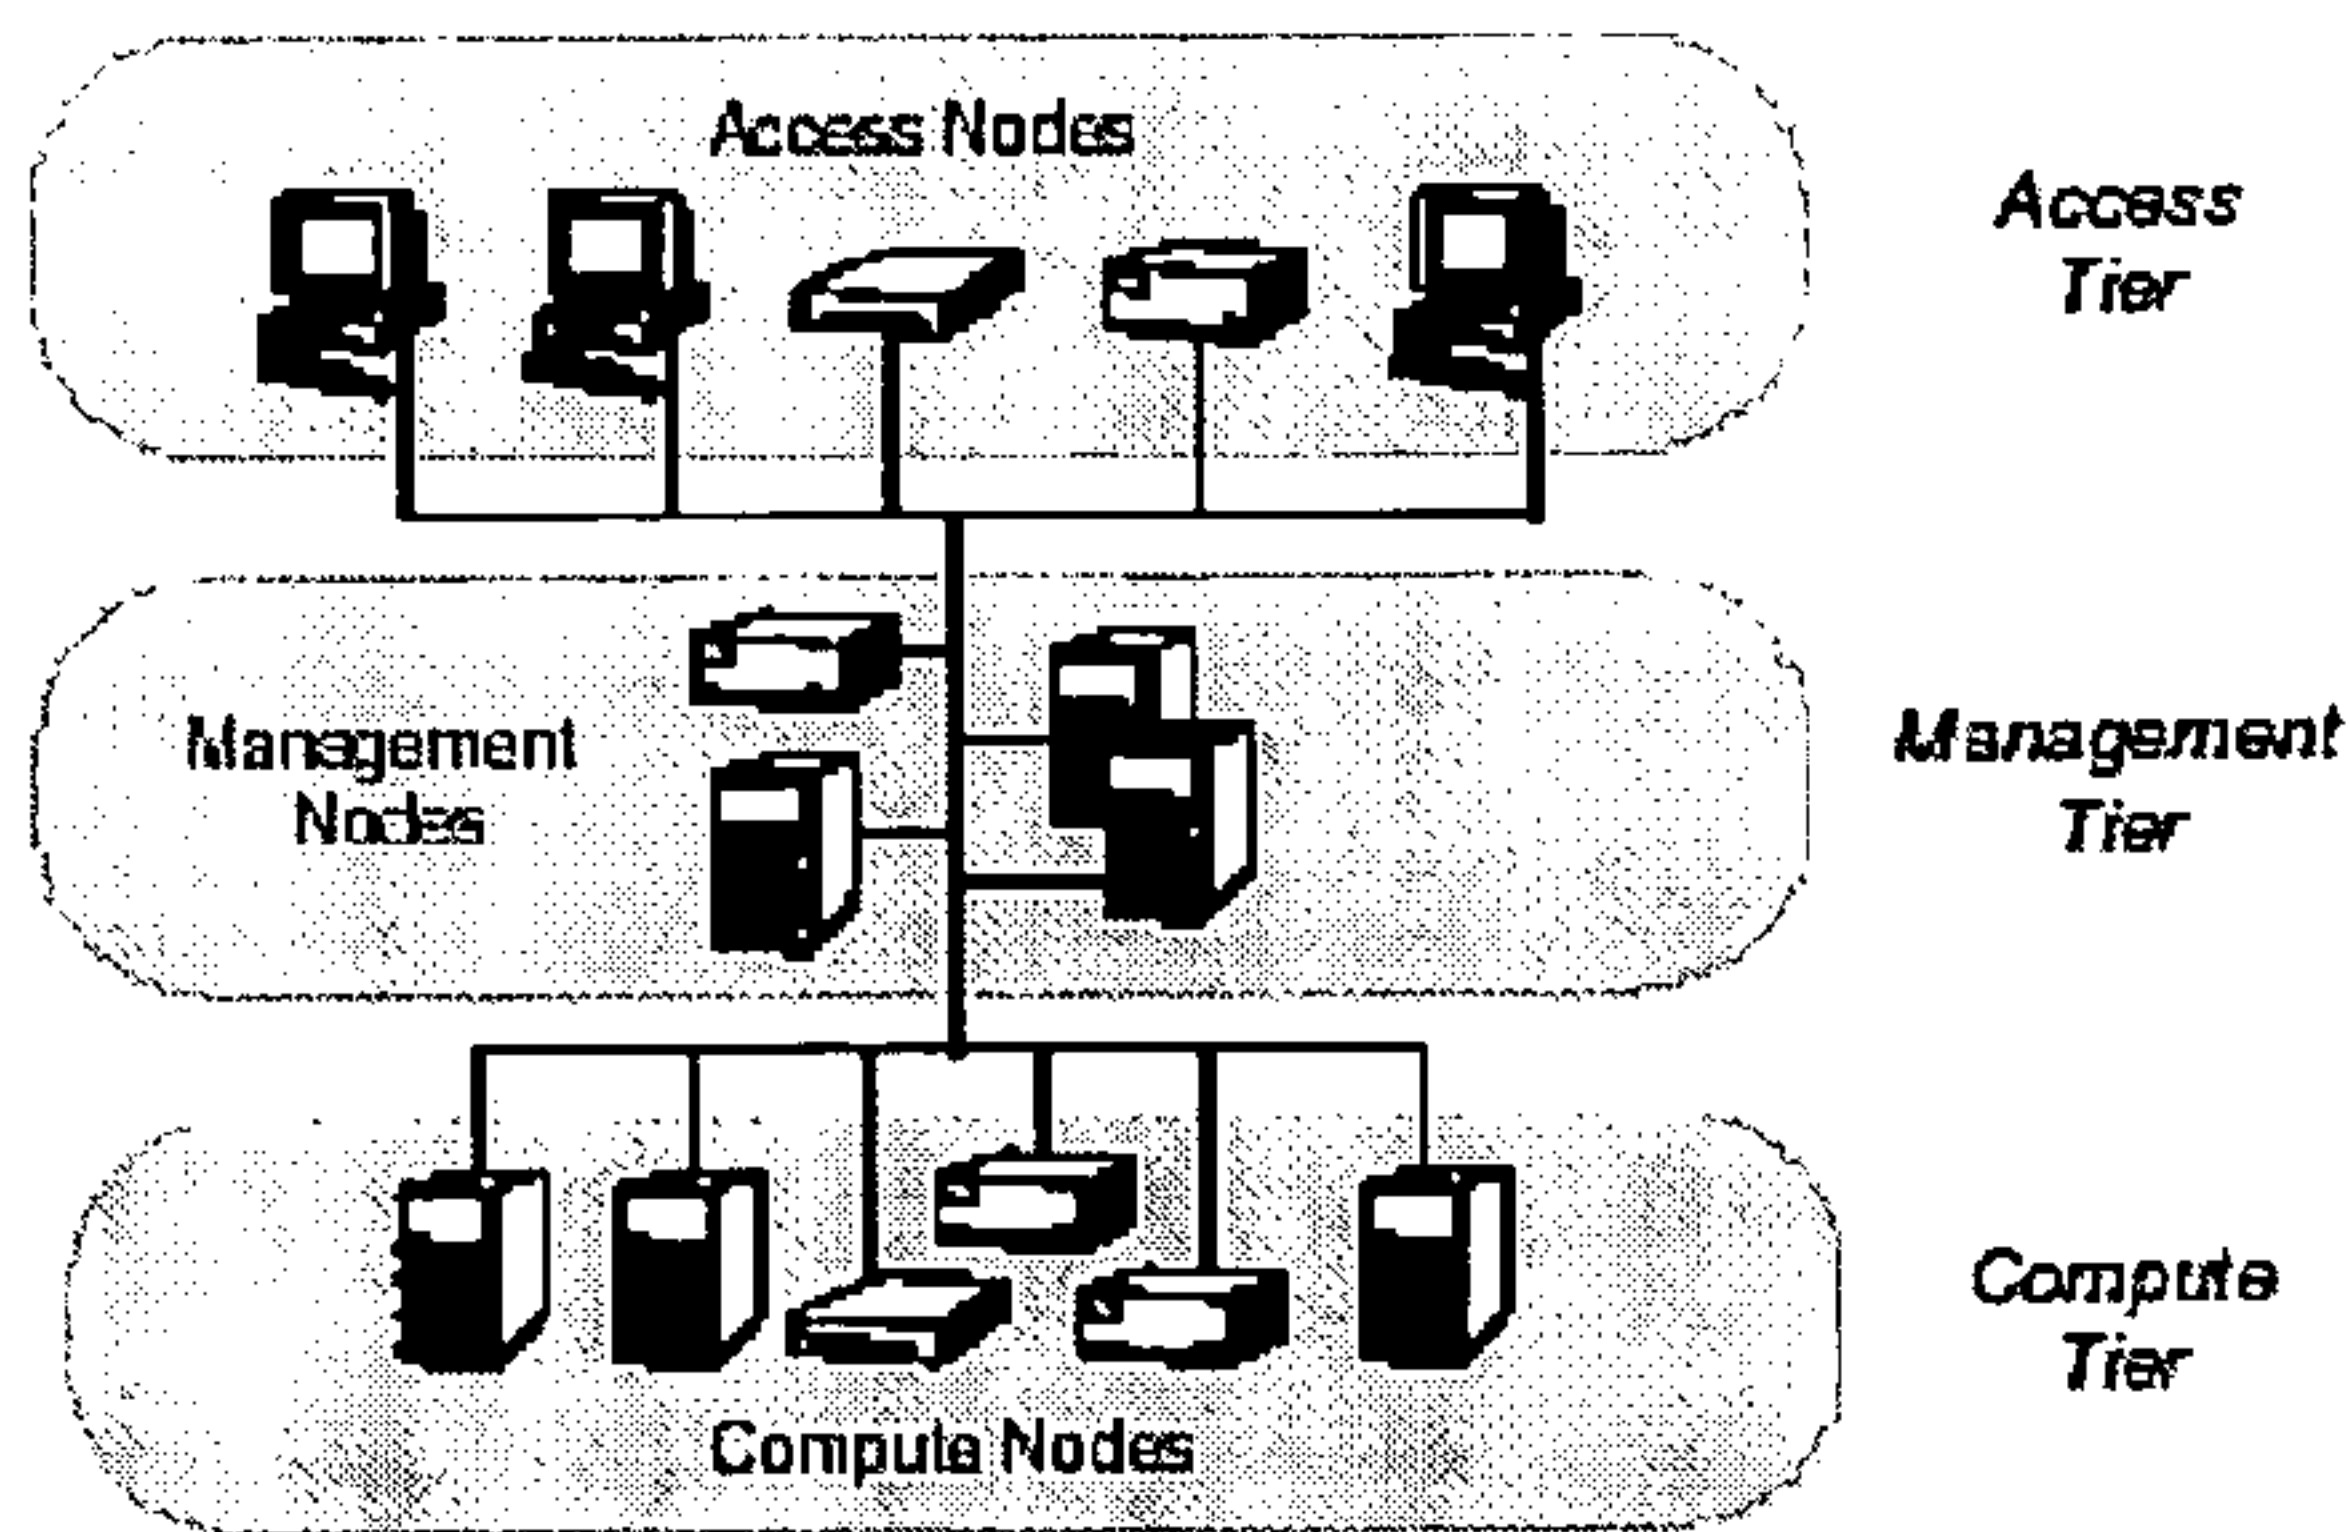 Access Nodes
Access
Tier
Management
Nodes
Management
Tier
Compute
Tier
Compute Nodes